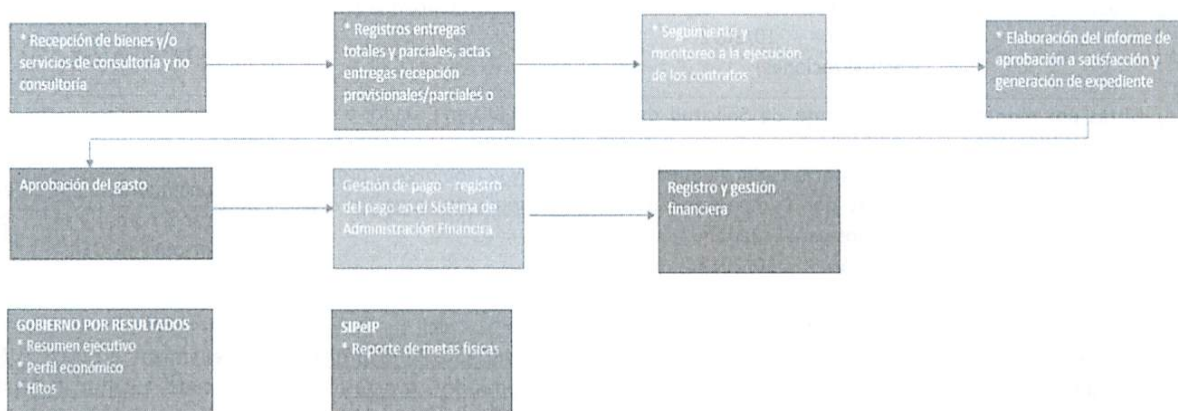 * Recepción de bienes y/o
servicios de consultoría y no
consultoría
* Registros entregas
totales y parciales, actas
entregas recepción
provisionales/parciales o
* Seguimiento y
monitoreo a la ejecución
de los contratos
* Elaboración del informe de
aprobación a satisfacción y
generación de expediente
Aprobación del gasto
Gestión de pago - registro
del pago en el Sistema de
Administración Financira
Registro y gestión
financiera
GOBIERNO POR RESULTADOS
* Resumen ejecutivo
* Perfil económico
* Hitos
SIPeIP
* Reporte de metas físicas